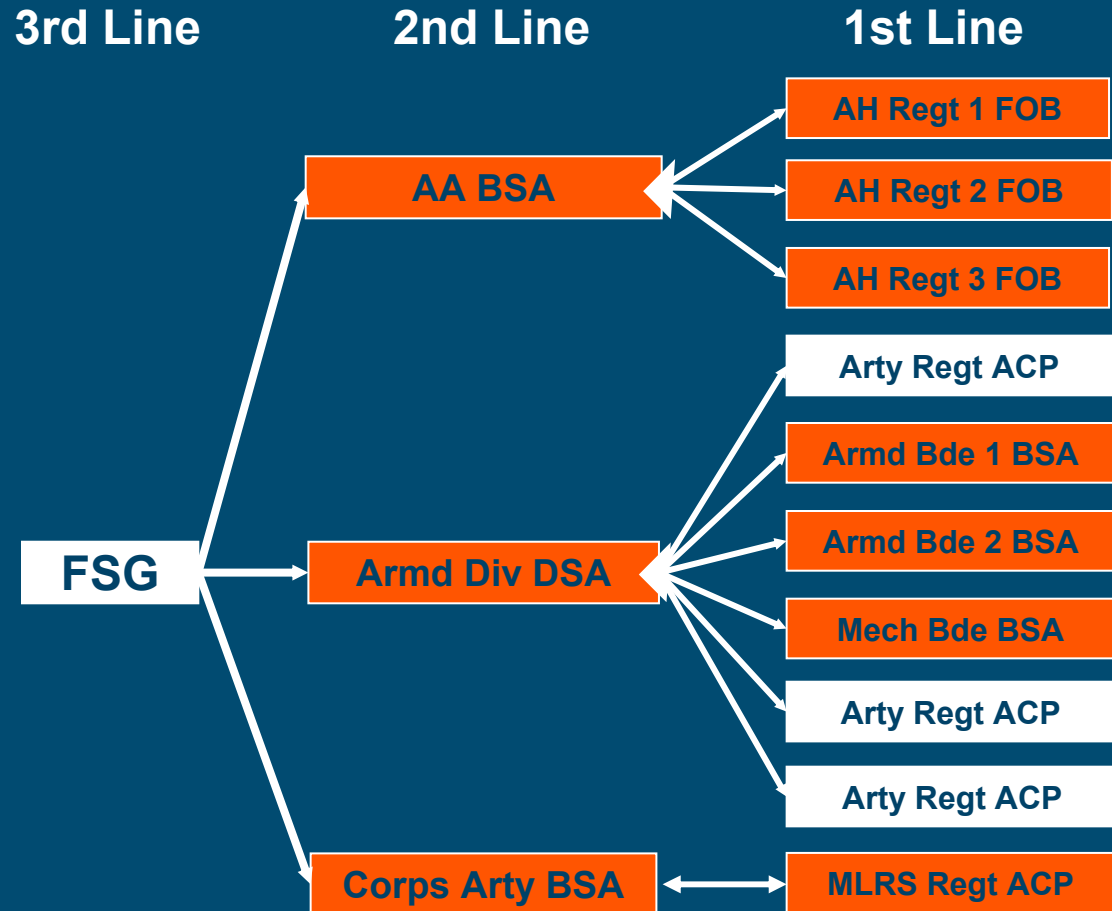 3rd Line
2nd Line
1st Line
AH Regt 1 FOB
AA BSA
AH Regt 2 FOB
AH Regt 3 FOB
Arty Regt ACP
Armd Bde 1 BSA
FSG
Armd Div DSA
Armd Bde 2 BSA
Mech Bde BSA
Arty Regt ACP
Arty Regt ACP
Corps Arty BSA
MLRS Regt ACP